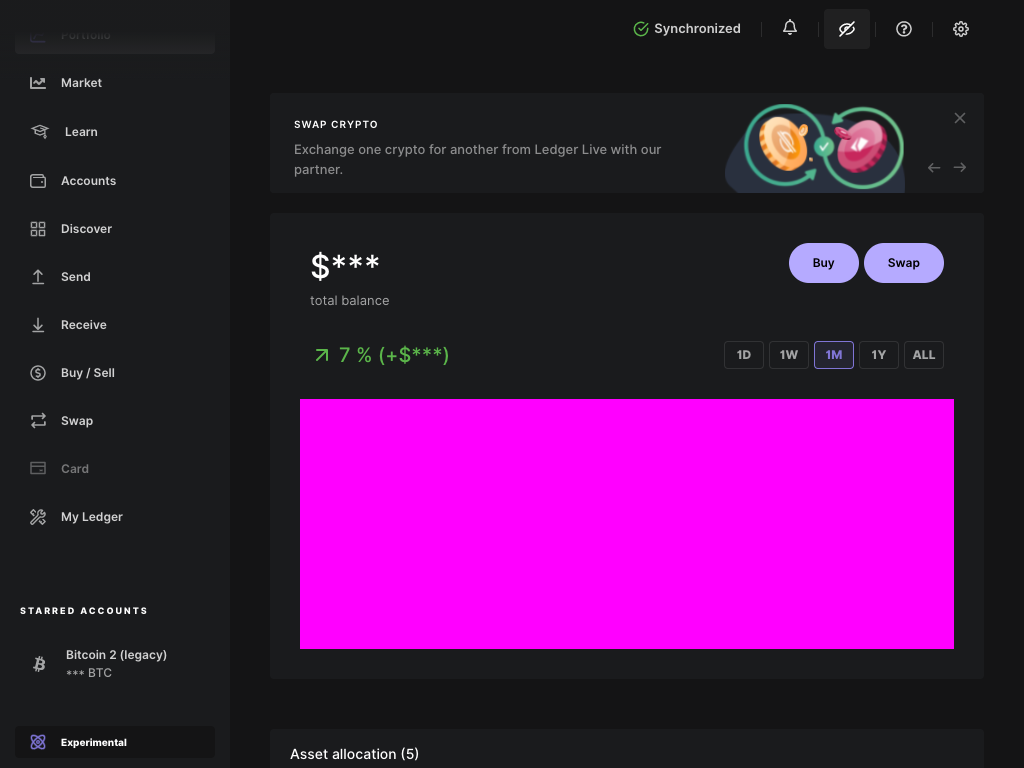 Portfolio
Market
Learn
Accounts
Discover
Send
Receive
Buy / Sell
Swap
Card
My Ledger
STARRED ACCOUNTS
Bitcoin 2 (legacy)
*** BTC
Experimental
Synchronized
SWAP CRYPTO
Exchange one crypto for another from Ledger Live with our
partner.
$***
total balance
Buy
Swap
7 % (+$***)
1D
1W
1M
1Y
ALL
Asset allocation (5)